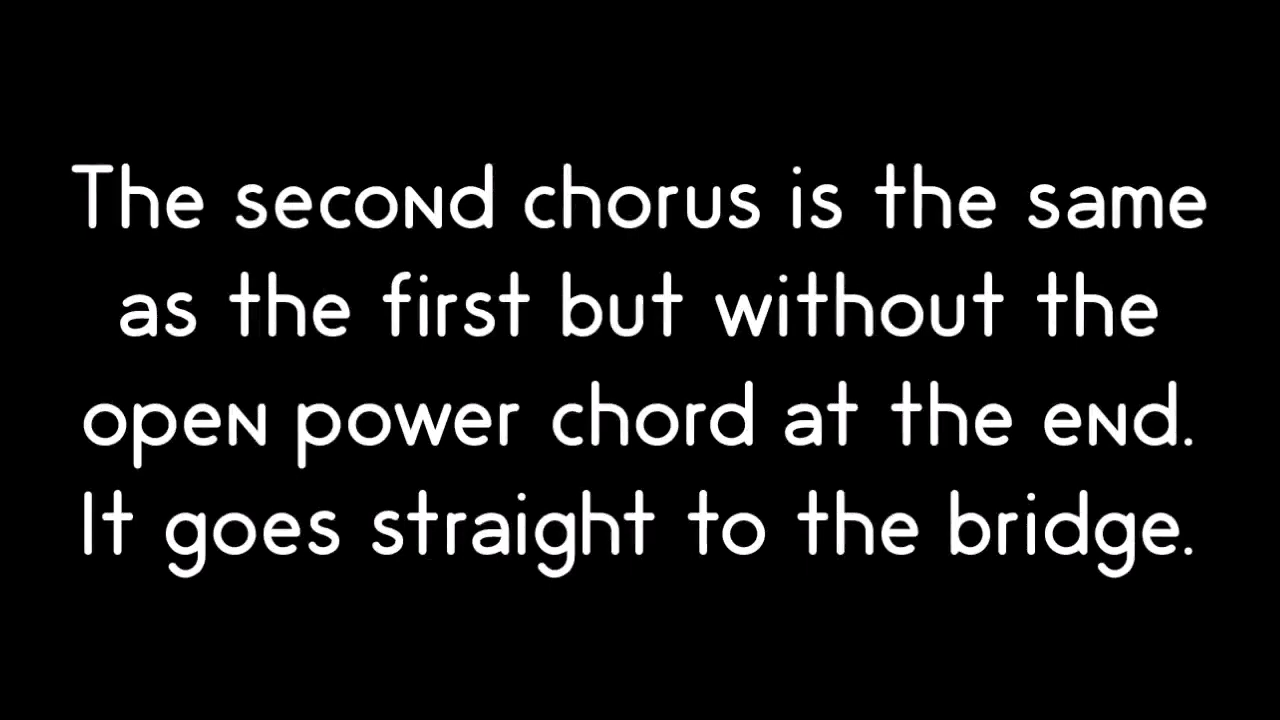 The second chorus is the same
as the first but without the
open power chord at the end.
It goes straight to the bridge.